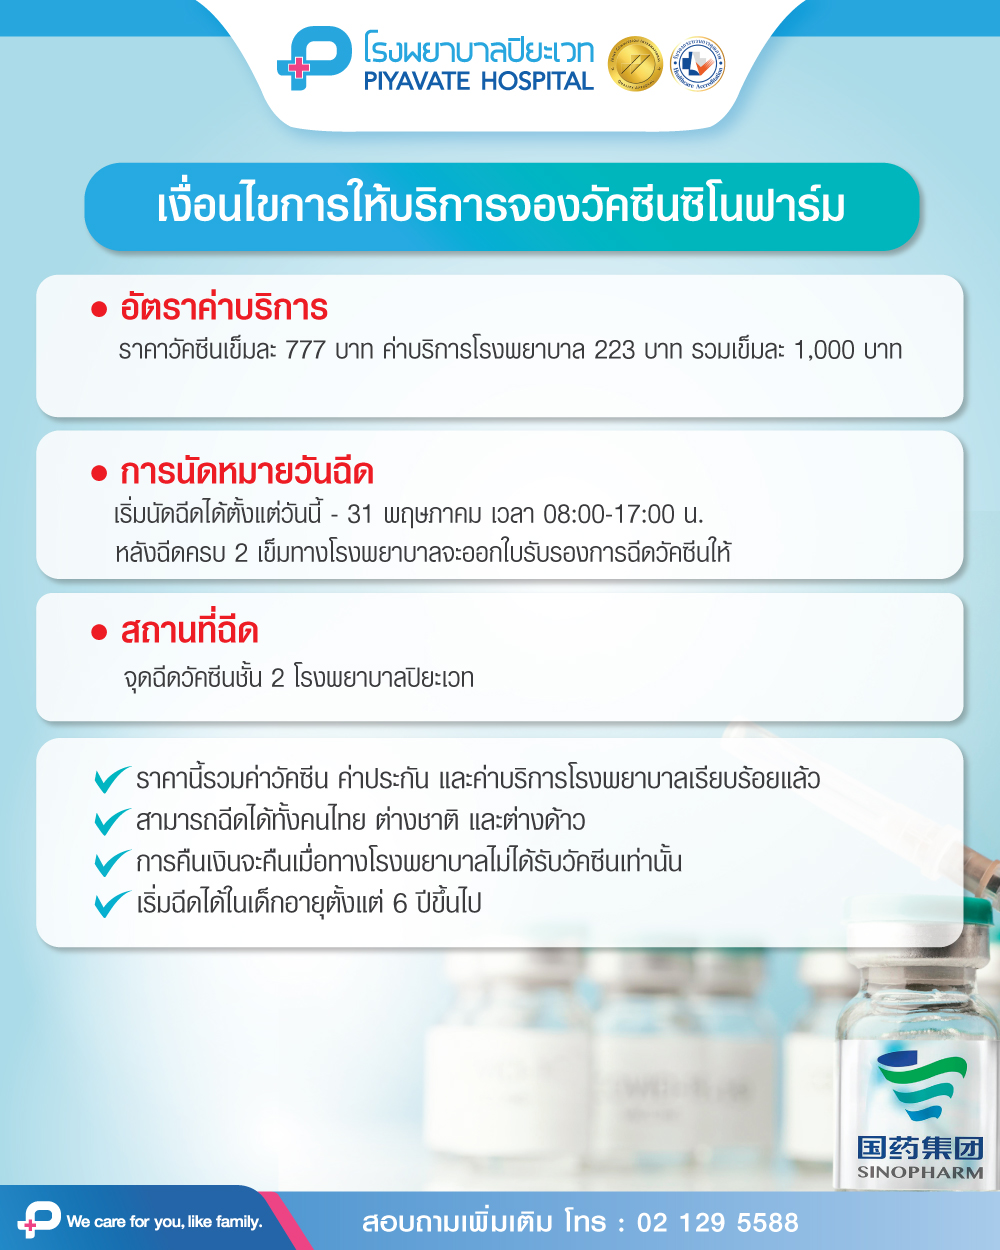 โรงพยาบาลปิยะเวท
PIYAVATE HOSPITAL
เงื่อนไขการให้บริการจองวัคซีนซิโนฟาร์ม
• อัตราค่าบริการ
ราคาวัคซีนเข็มละ 777 บาท ค่าบริการโรงพยาบาล 223 บาท รวมเข็มละ 1,000 บาท
• การนัดหมายวันฉีด
เริ่มนัดฉีดได้ตั้งแต่วันนี้ - 31 พฤษภาคม เวลา 08:00-17:00 น.
หลังฉีดครบ 2 เข็มทางโรงพยาบาลจะออกใบรับรองการฉีดวัคซีนให้
• สถานที่ฉีด
จุดฉีดวัคซีนชั้น 2 โรงพยาบาลปิยะเวท
ราคานี้รวมค่าวัคซีน ค่าประกัน และค่าบริการโรงพยาบาลเรียบร้อยแล้ว
สามารถฉีดได้ทั้งคนไทย ต่างชาติ และต่างด้าว
การคืนเงินจะคืนเมื่อทางโรงพยาบาลไม่ได้รับวัคซีนเท่านั้น
เริ่มฉีดได้ในเด็กอายุตั้งแต่ 6 ปีขึ้นไป
国药集团
SINOPHARM
We care for you, like family.
สอบถามเพิ่มเติม โทร : 02 129 5588